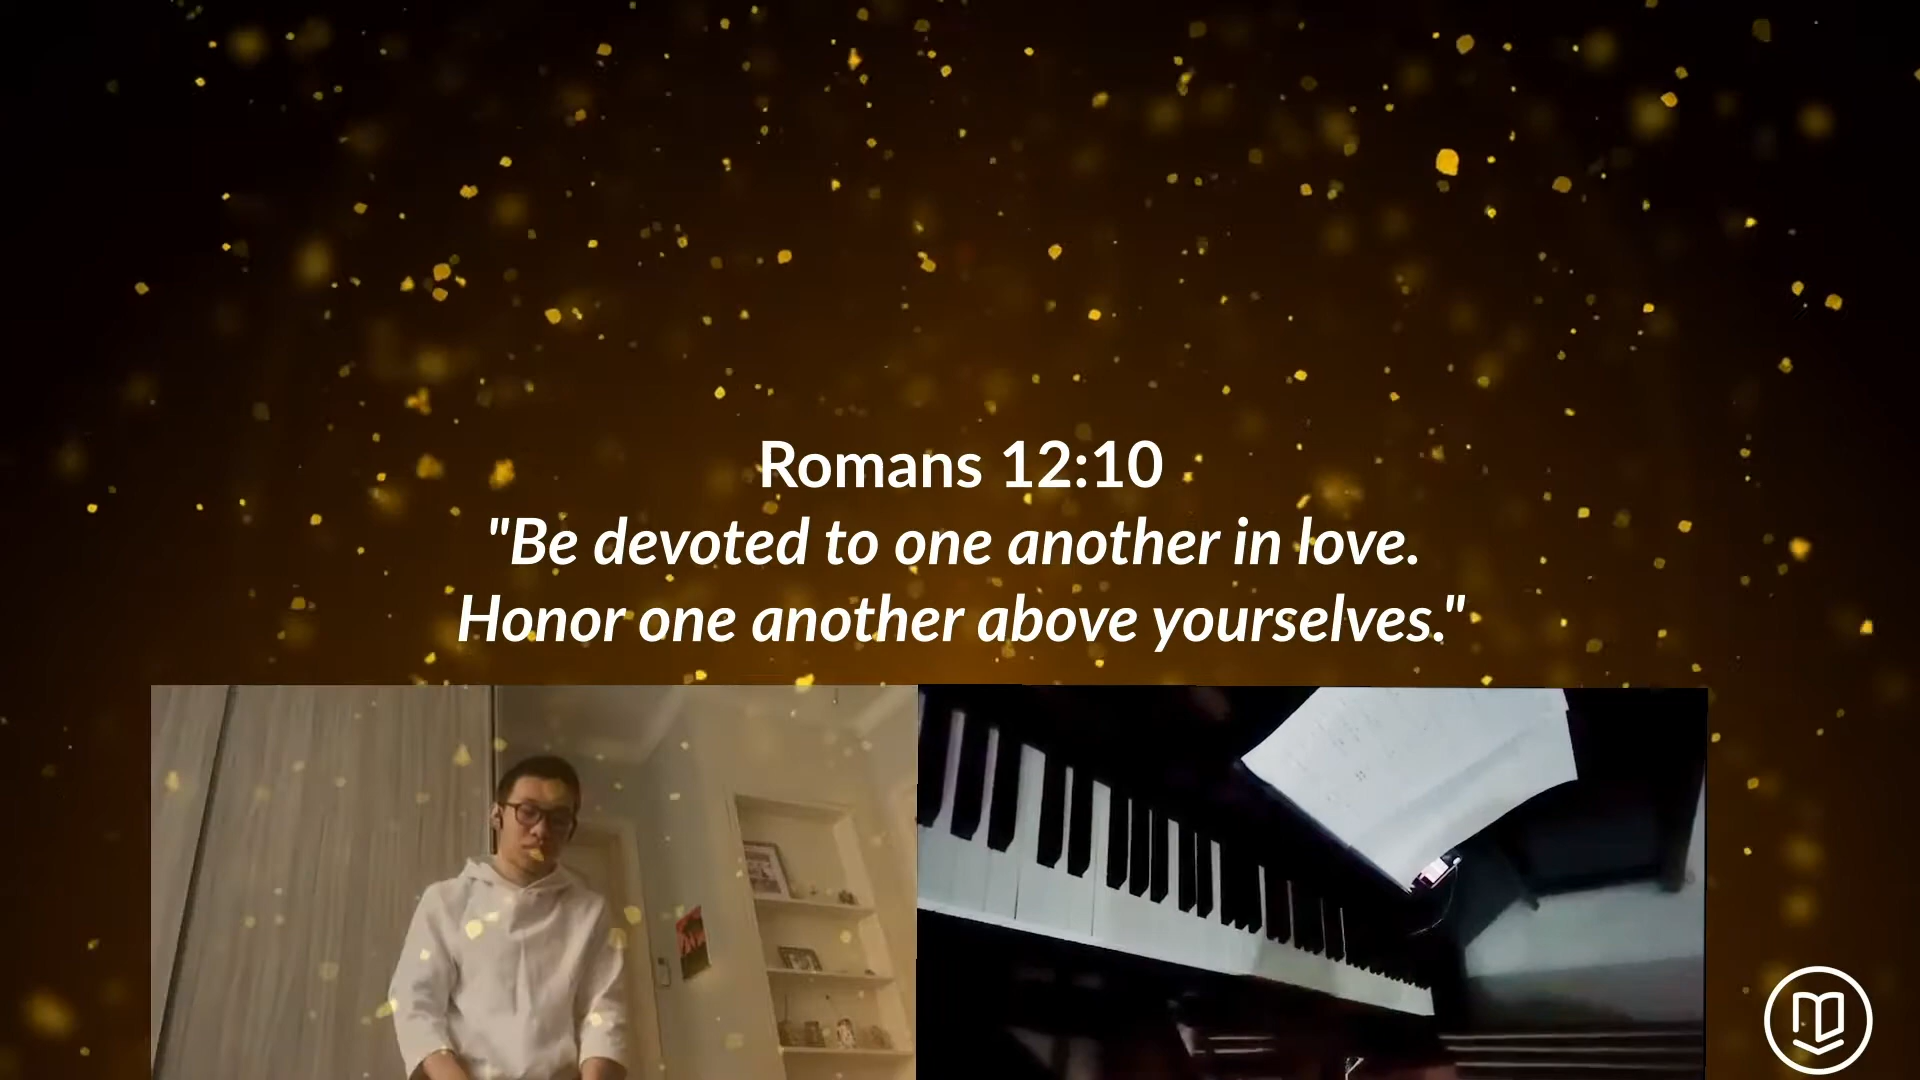 Romans 12:10
"Be devoted to one another in love.
Honor one another above yourselves."